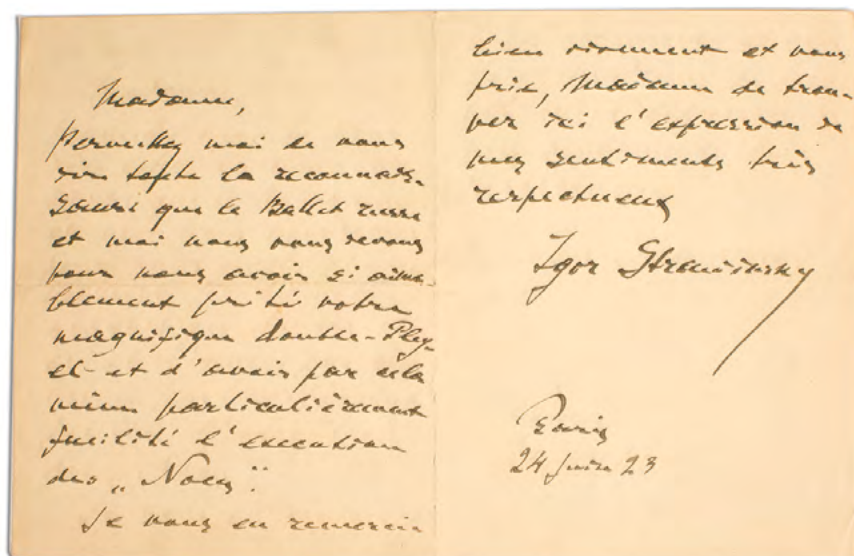 Madame,
Permettez moi de vous
dire toute la reconnais-
sance que le Ballet russe
et moi nous vous devons
pour nous avoir si aima-
blement prêté votre
magnifique double-Pley-
el et d'avoir par cela
même particulièrement
facilité l'execution
des „Noces".
Je vous en remercie
bien vivement et vous
prie, Madame de trou-
ver ici l'expression de
mes sentiments très
respectueux
Igor Strawinsky
Paris
24 juin 23